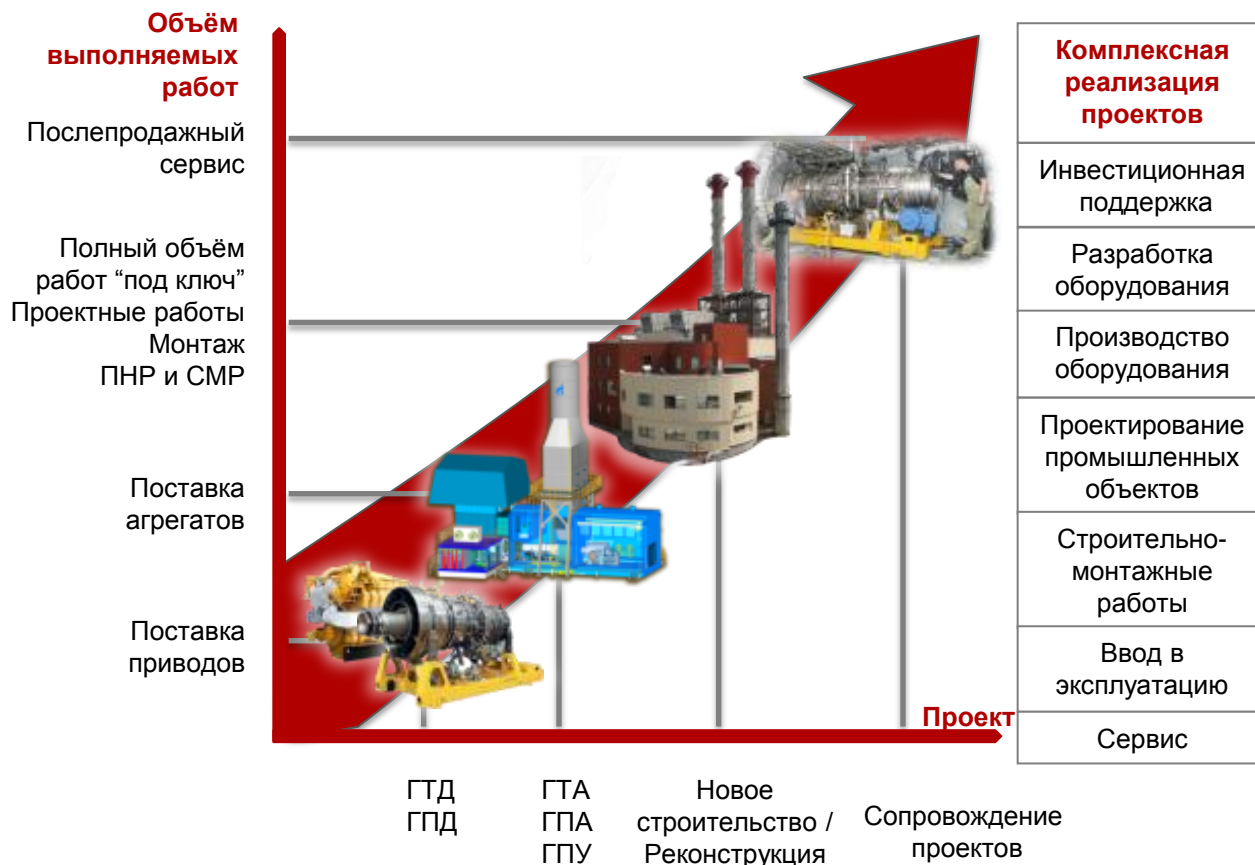 Объём
выполняемых
работ
Послепродажный
сервис
Полный объём
работ “под ключ”
Проектные работы
Монтаж
ПНР и СМР
Поставка
агрегатов
Поставка
приводов
Проект
ГТД
ГПД
ГТА
ГПА
ГПУ
Новое
строительство /
Реконструкция
Сопровождение
проектов
Комплексная
реализация
проектов
Инвестиционная
поддержка
Разработка
оборудования
Производство
оборудования
Проектирование
промышленных
объектов
Строительно-
монтажные
работы
Ввод в
эксплуатацию
Сервис